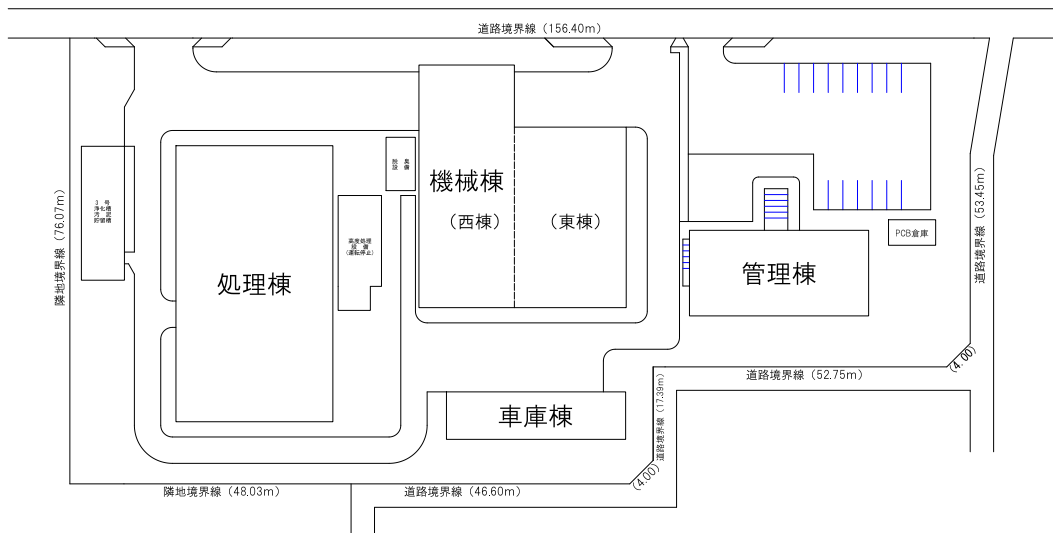 道路境界線（156.40m）
脱　臭
設　備
機械棟
（西棟）
（東棟）
3　号
浄化槽
汚　泥
貯留槽
高度処理
設　備
（運転停止）
処理棟
管理棟
PCB倉庫
隣地境界線（76.07m）
道路境界線（53.45m）
(4.00)
道路境界線（52.75m）
道路境界線（17.39m）
車庫棟
(4.00)
隣地境界線（48.03m）
道路境界線（46.60m）